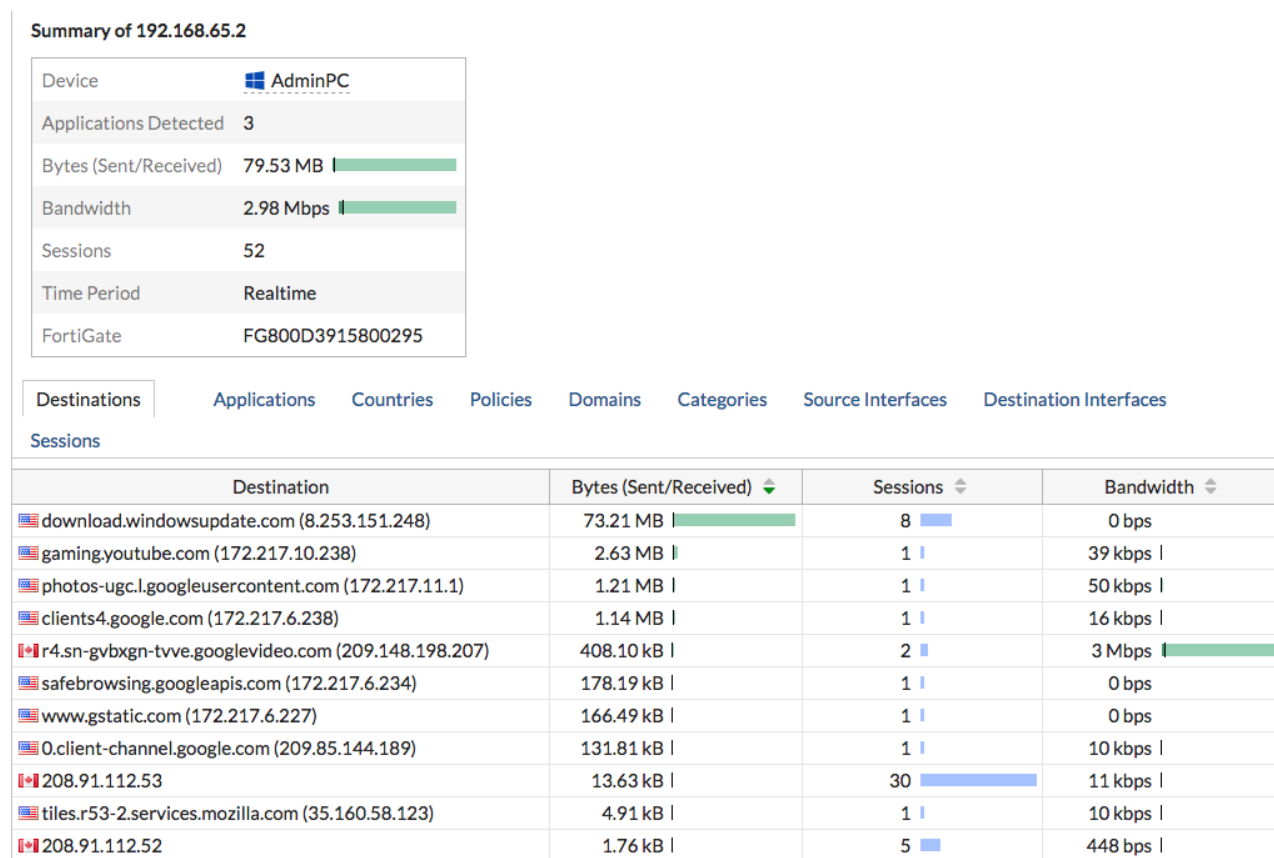 Summary of 192.168.65.2
Device AdminPC
Applications Detected 3
Bytes (Sent/Received) 79.53 MB
Bandwidth 2.98 Mbps
Sessions 52
Time Period Realtime
FortiGate FG800D3915800295
Destinations Applications Countries Policies Domains Categories Source Interfaces Destination Interfaces
Sessions
Destination Bytes (Sent/Received) Sessions Bandwidth
download.windowsupdate.com (8.253.151.248) 73.21 MB 8 0 bps
gaming.youtube.com (172.217.10.238) 2.63 MB 1 39 kbps
photos-ugc.l.googleusercontent.com (172.217.11.1) 1.21 MB 1 50 kbps
clients4.google.com (172.217.6.238) 1.14 MB 1 16 kbps
r4.sn-gvbxgn-tvve.googlevideo.com (209.148.198.207) 408.10 kB 2 3 Mbps
safebrowsing.googleapis.com (172.217.6.234) 178.19 kB 1 0 bps
www.gstatic.com (172.217.6.227) 166.49 kB 1 0 bps
0.client-channel.google.com (209.85.144.189) 131.81 kB 1 10 kbps
208.91.112.53 13.63 kB 30 11 kbps
tiles.r53-2.services.mozilla.com (35.160.58.123) 4.91 kB 1 10 kbps
208.91.112.52 1.76 kB 5 448 bps